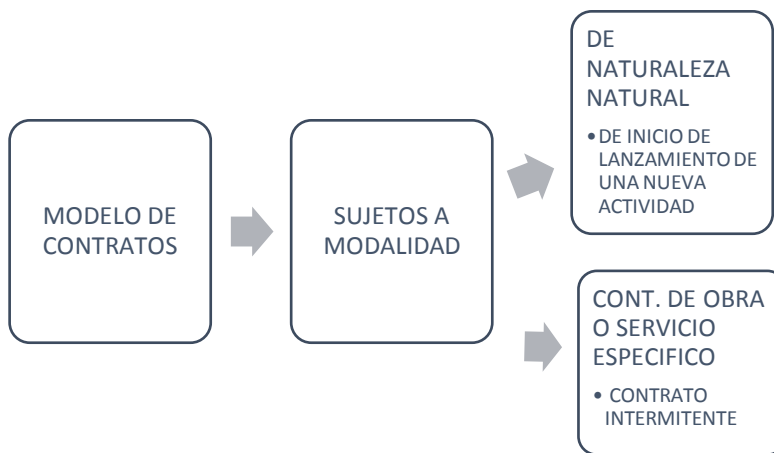 MODELO DE
CONTRATOS
SUJETOS A
MODALIDAD
DE
NATURALEZA
NATURAL
•DE INICIO DE
LANZAMIENTO DE
UNA NUEVA
ACTIVIDAD
CONT. DE OBRA
O SERVICIO
ESPECIFICO
• CONTRATO
INTERMITENTE